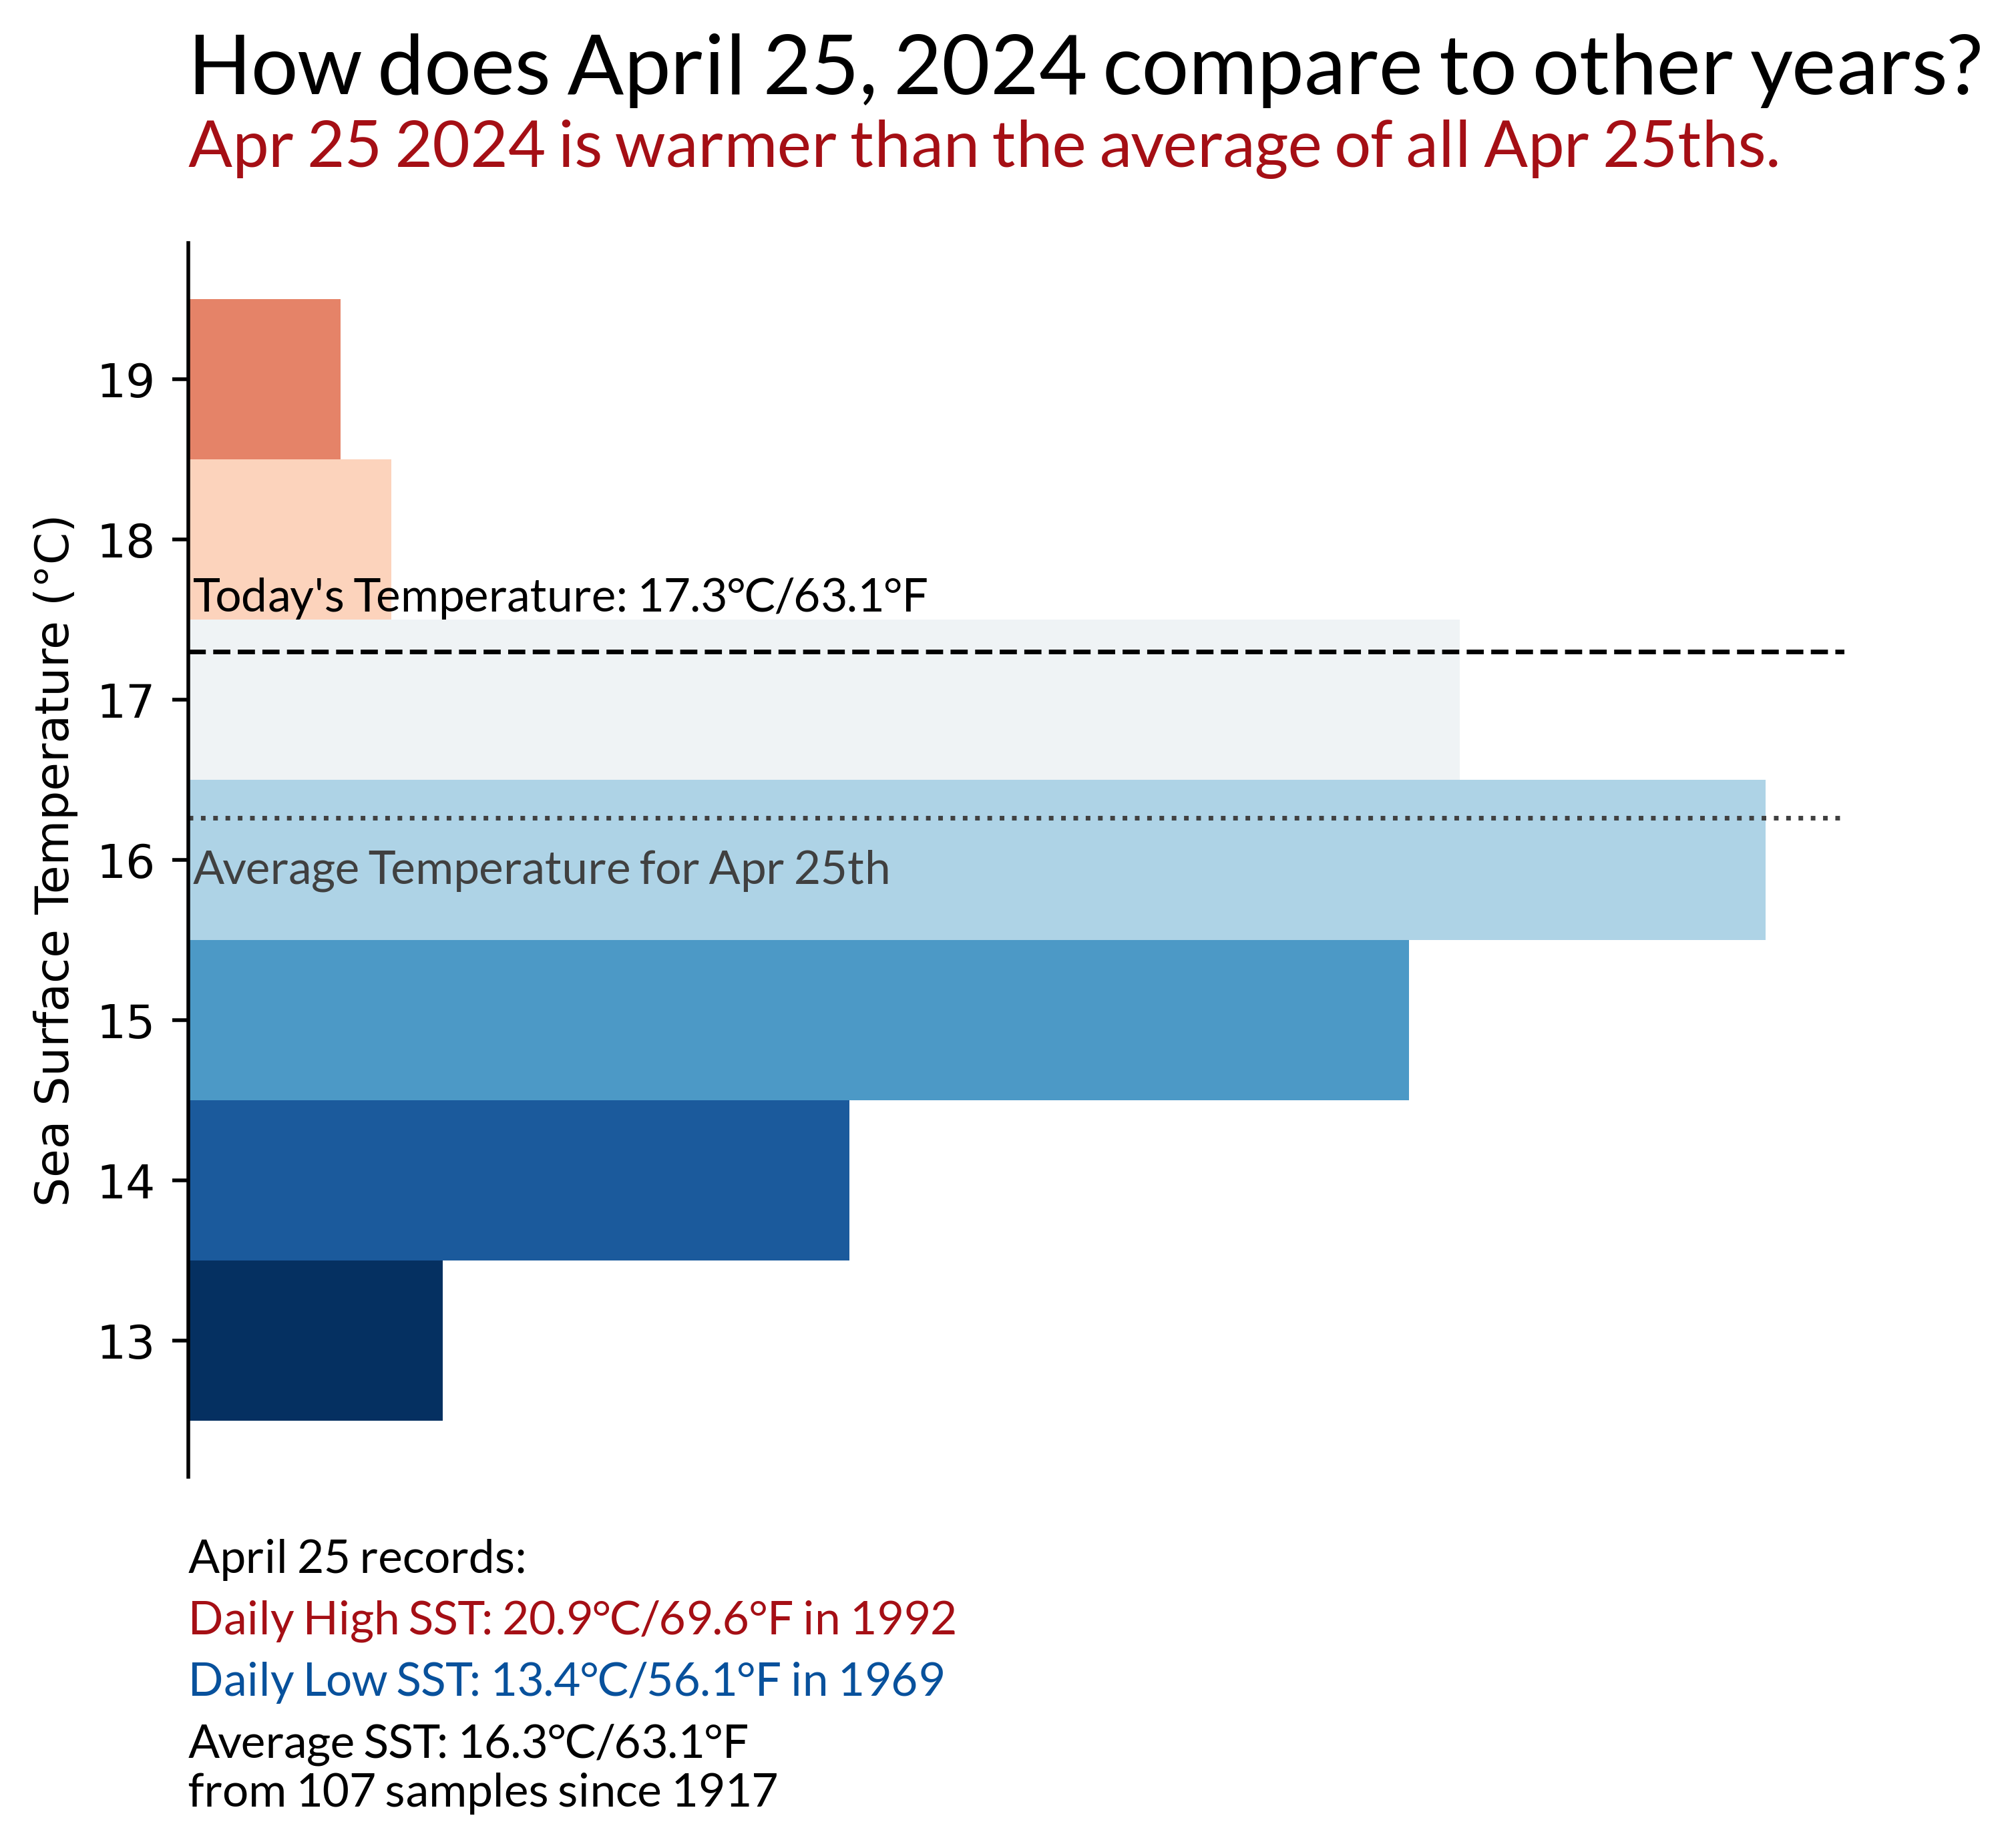 How does April 25, 2024 compare to other years?
Apr 25 2024 is warmer than the average of all Apr 25ths.
Sea Surface Temperature (°C)
19
18
Today's Temperature: 17.3°C/63.1°F
17
16
Average Temperature for Apr 25th
15
14
13
April 25 records:
Daily High SST: 20.9°C/69.6°F in 1992
Daily Low SST: 13.4°C/56.1°F in 1969
Average SST: 16.3°C/63.1°F
from 107 samples since 1917